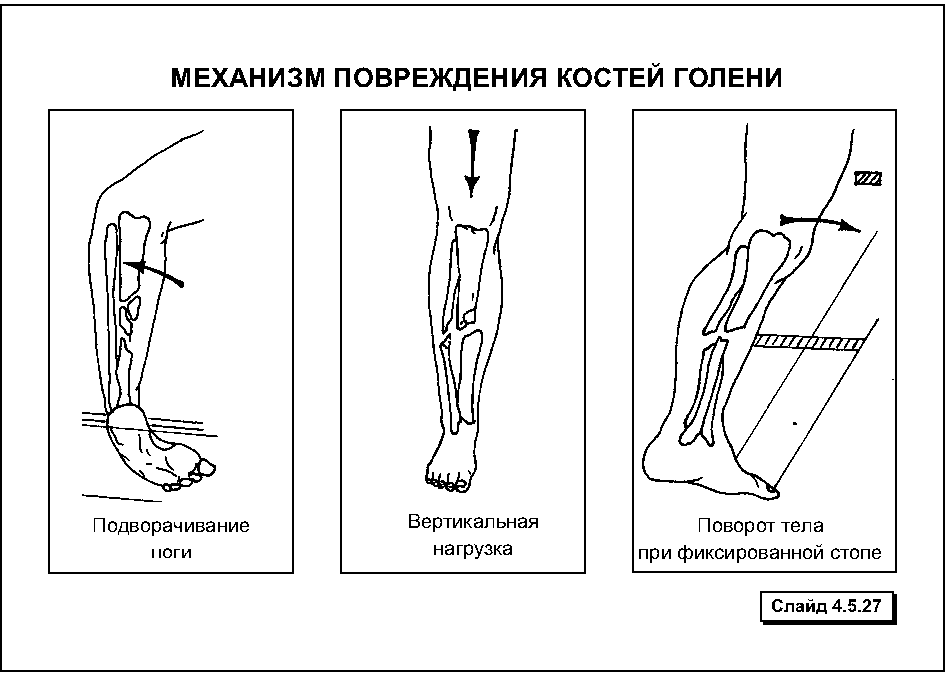 МЕХАНИЗМ ПОВРЕЖДЕНИЯ КОСТЕЙ ГОЛЕНИ
Подворачивание
ноги
Вертикальная
нагрузка
Поворот тела
при фиксированной стопе
Слайд 4.5.27